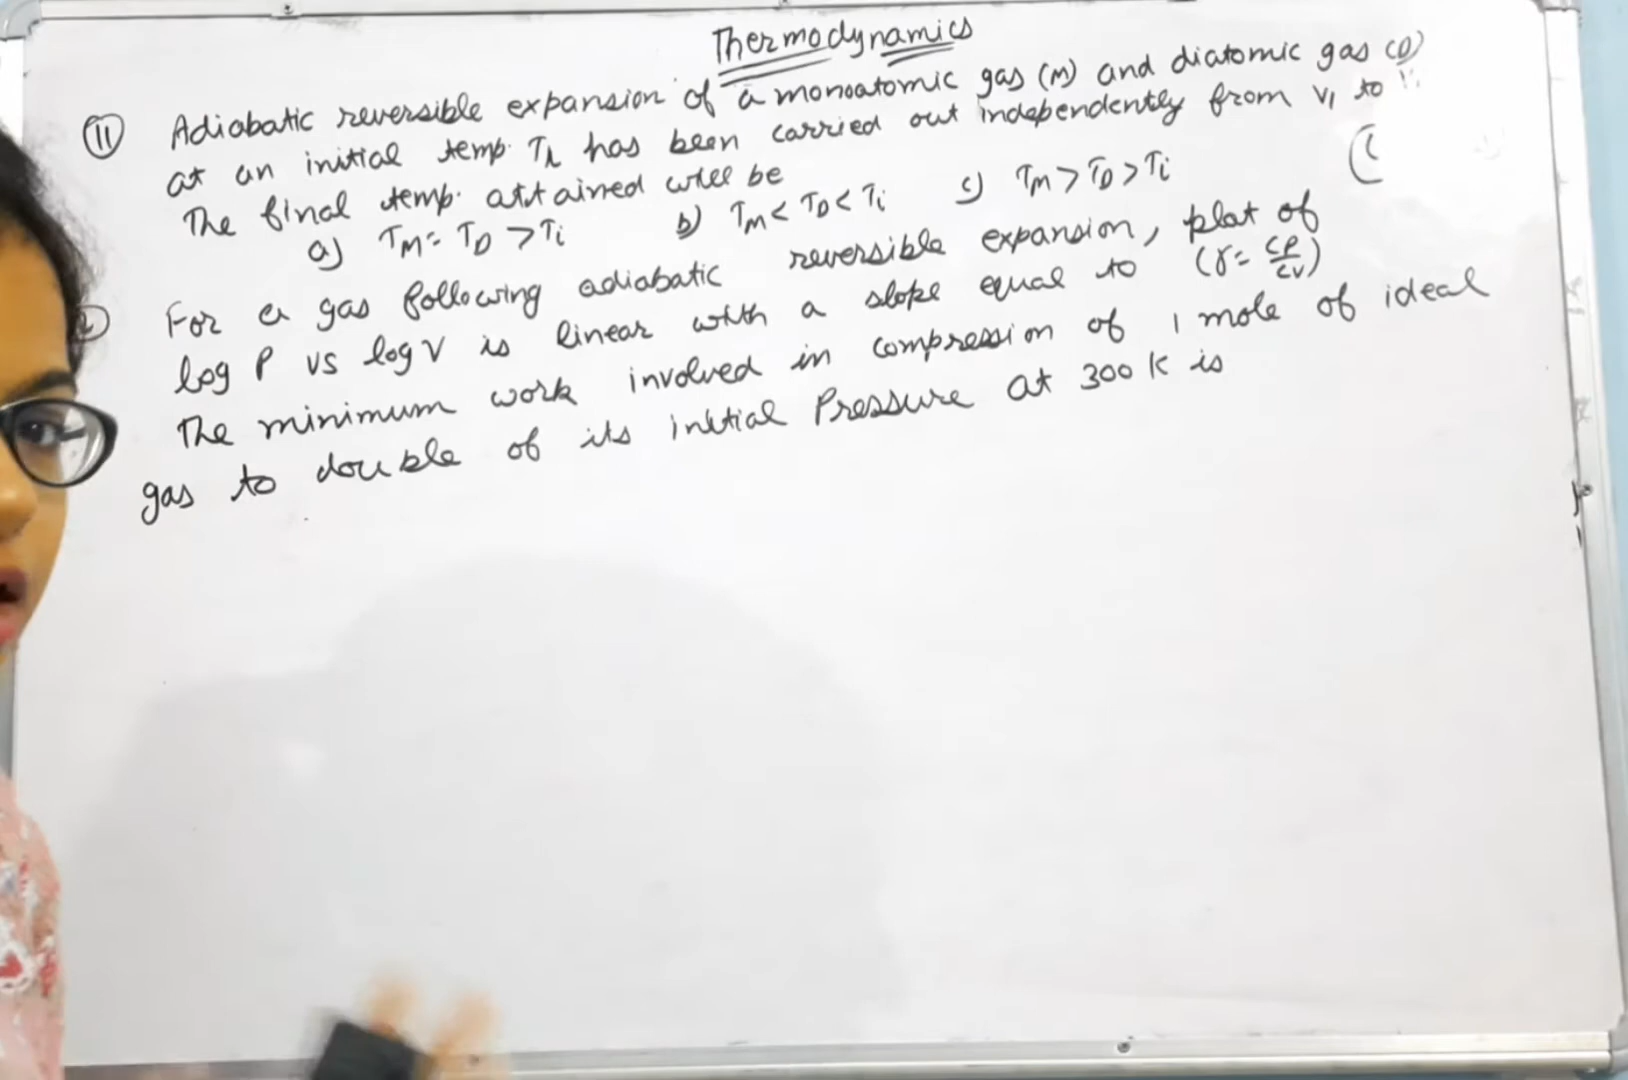 Thermodynamics
(11) Adiabatic reversible expansion of a monoatomic gas (M) and diatomic gas (D)
at an initial temp. Ti has been carried out independently from V1 to
The final temp. attained will be
a) TM = TD > Ti b) TM < TD < Ti c) TM > TD > Ti
For a gas following adiabatic reversible expansion, plot of
log P vs log V is linear with a slope equal to (γ = CP/CV)
The minimum work involved in compression of 1 mole of ideal
gas to double of its initial Pressure at 300 K is